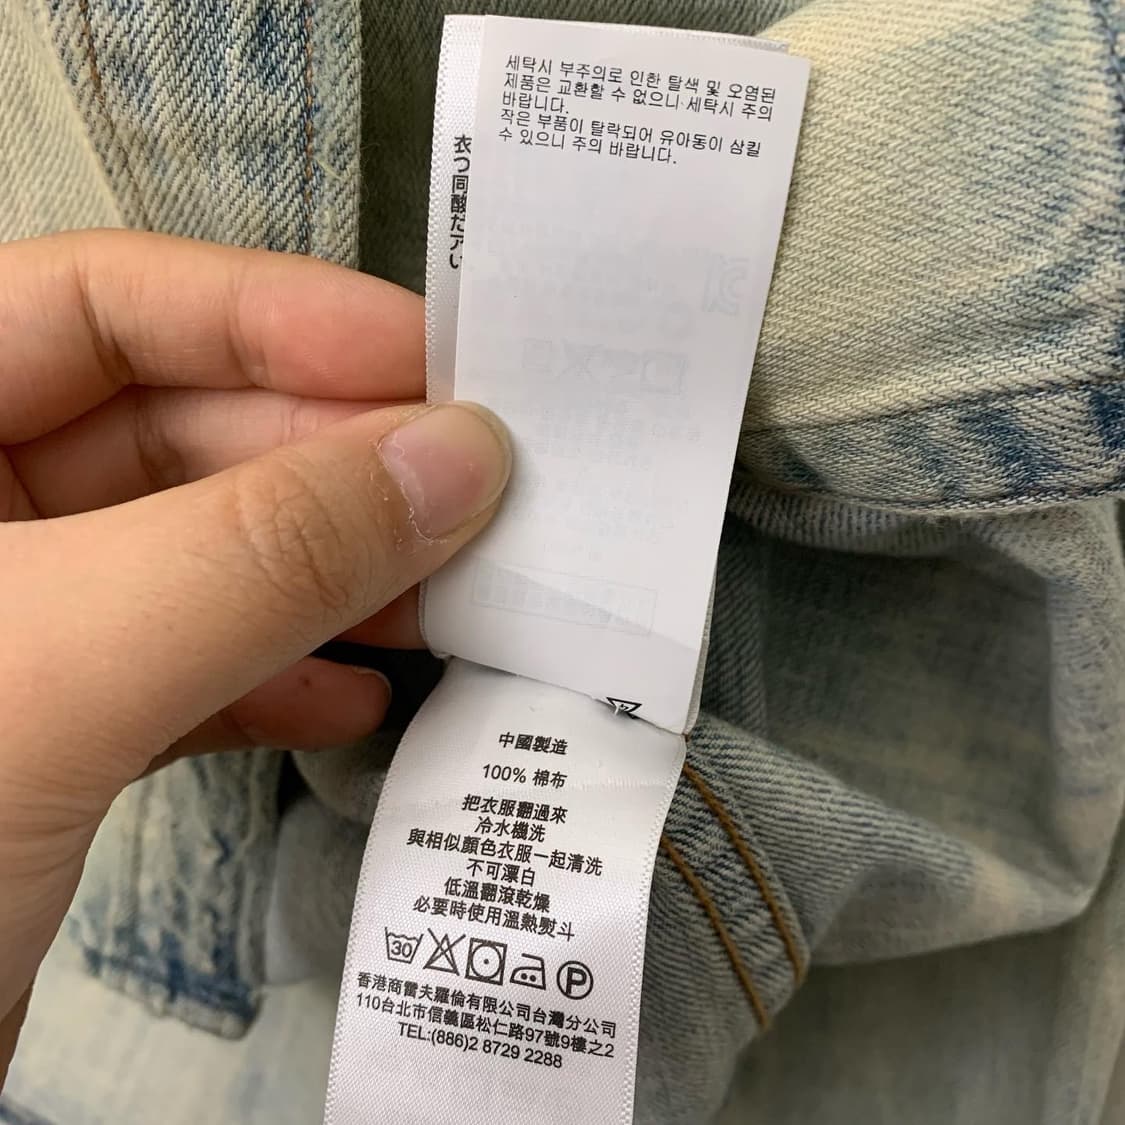 세탁시 부주의로 인한 탈색 및 오염된
제품은 교환할 수 없으니 세탁시 주의
바랍니다.
작은 부품이 탈락되어 유아동이 삼킬
수 있으니 주의 바랍니다.
衣
つ
同
酸
だ
ア
い
中國製造
100% 棉布
把衣服翻過來
冷水機洗
與相似顏色衣服一起清洗
不可漂白
低溫翻滾乾燥
必要時使用溫熱熨斗
30
P
香港商雷夫羅倫有限公司台灣分公司
110台北市信義區松仁路97號9樓之2
TEL:(886)2 8729 2288